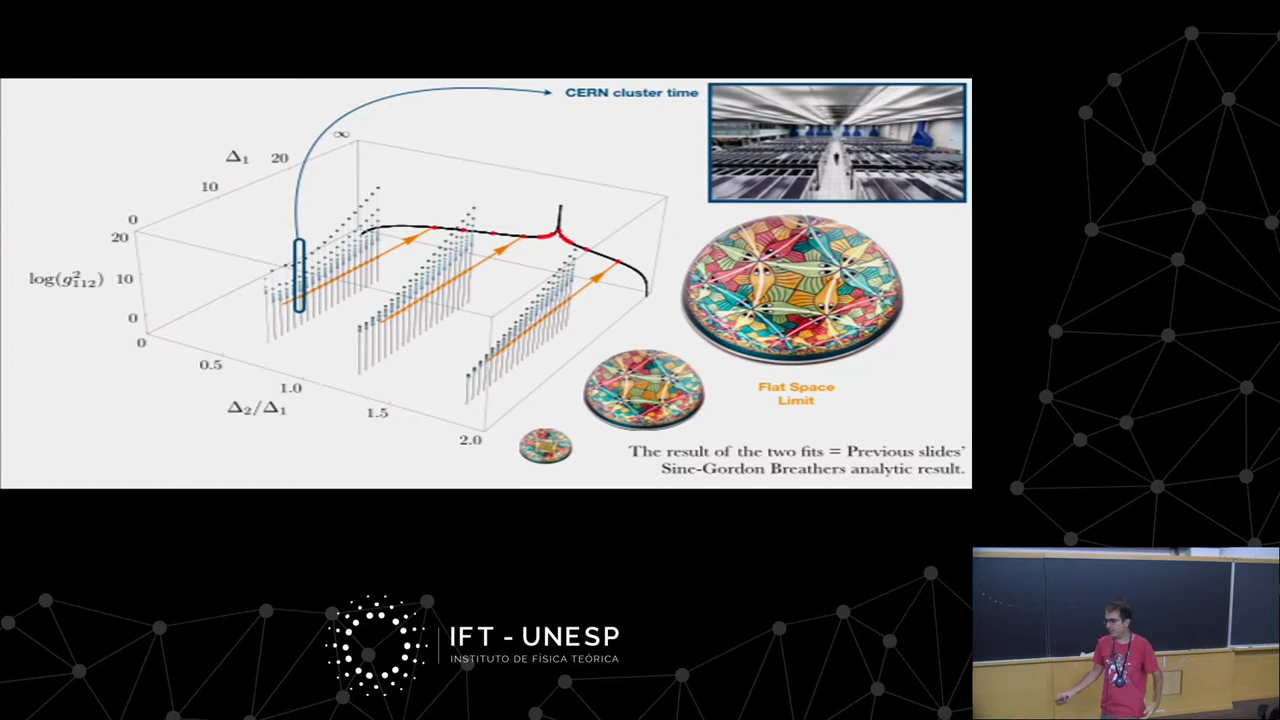 CERN cluster time
∞
Δ₁
20
10
0
20
log(g²₁₁₂)
10
0
0
0.5
1.0
Δ₂/Δ₁
1.5
2.0
Flat Space
Limit
The result of the two fits = Previous slides’
Sine-Gordon Breathers analytic result.
IFT - UNESP
INSTITUTO DE FÍSICA TEÓRICA